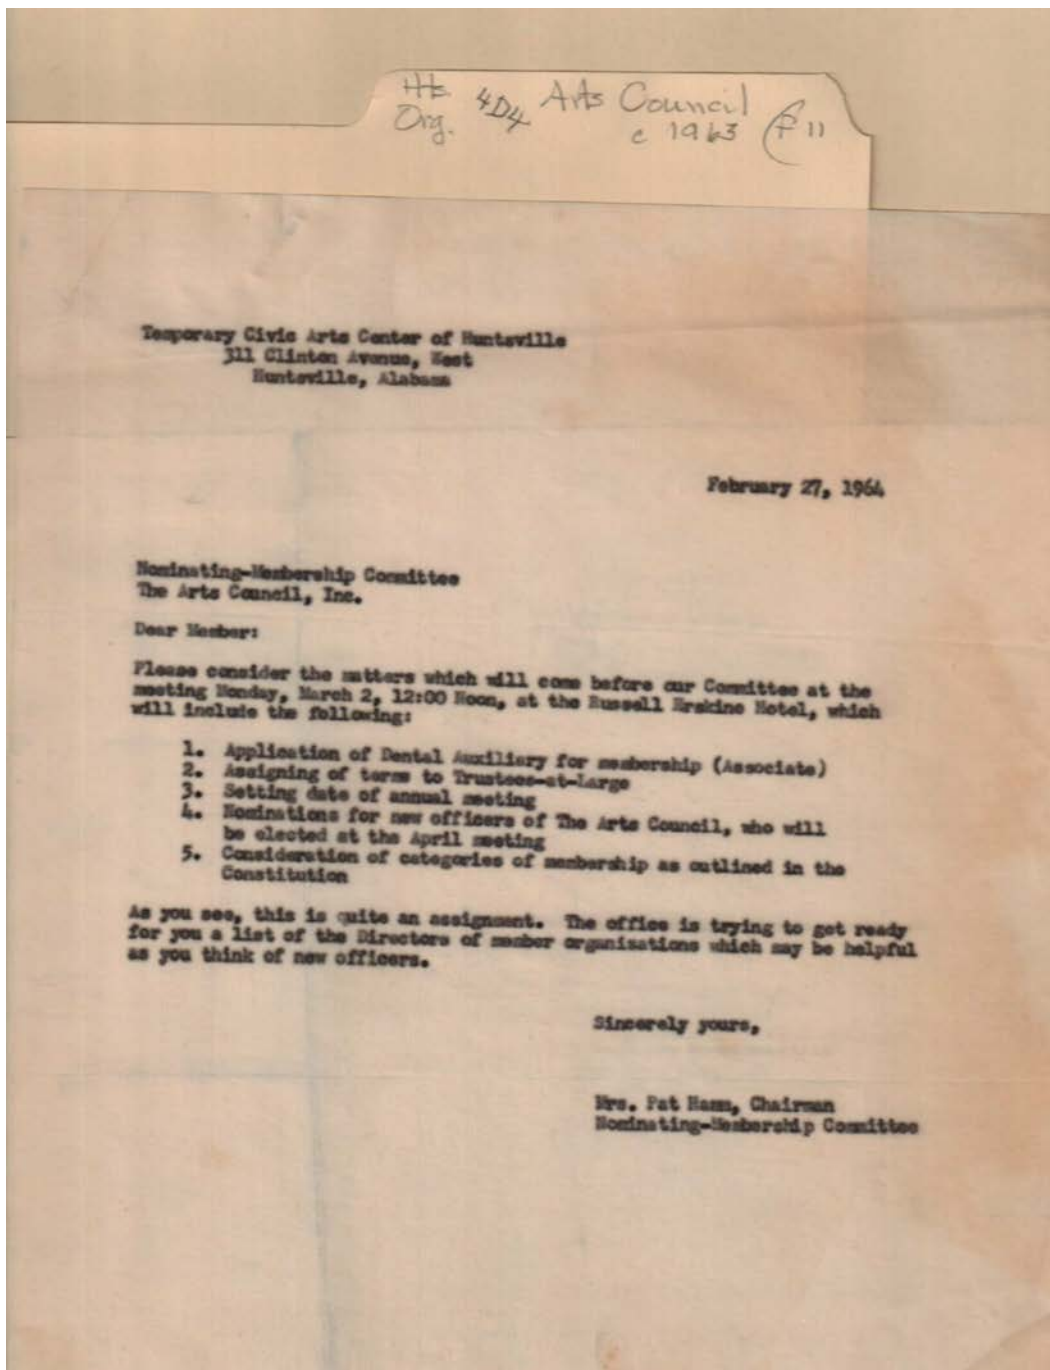 Hts Arts Council
Org. 4D4 c 1963 F 11
Temporary Civic Arts Center of Huntsville
311 Clinton Avenue, West
Huntsville, Alabama
February 27, 1964
Nominating-Membership Committee
The Arts Council, Inc.
Dear Member:
Please consider the matters which will come before our Committee at the
meeting Monday, March 2, 12:00 Noon, at the Russell Erskine Hotel, which
will include the following:
1. Application of Dental Auxiliary for membership (Associate)
2. Assigning of terms to Trustees-at-Large
3. Setting date of annual meeting
4. Nominations for new officers of The Arts Council, who will
be elected at the April meeting
5. Consideration of categories of membership as outlined in the
Constitution
As you see, this is quite an assignment. The office is trying to get ready
for you a list of the Directors of member organizations which may be helpful
as you think of new officers.
Sincerely yours,
Mrs. Pat Hamm, Chairman
Nominating-Membership Committee